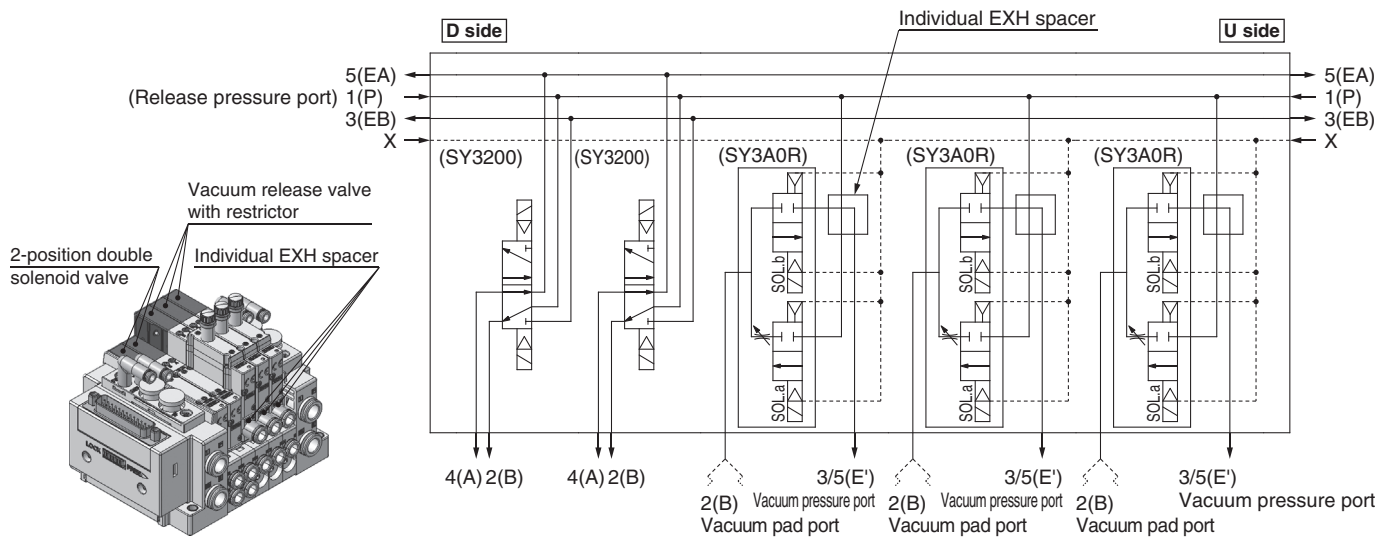 Individual EXH spacer
D side
U side
5(EA)
5(EA)
(Release pressure port) 1(P)
1(P)
3(EB)
3(EB)
X
X
(SY3200)
(SY3200)
(SY3A0R)
(SY3A0R)
(SY3A0R)
Vacuum release valve
with restrictor
2-position double
solenoid valve
Individual EXH spacer
SOL.b
SOL.b
SOL.b
SOL.a
SOL.a
SOL.a
LOCK
4(A) 2(B)
4(A) 2(B)
2(B)
Vacuum pad port
3/5(E')
Vacuum pressure port
2(B)
Vacuum pad port
3/5(E')
Vacuum pressure port
2(B)
Vacuum pad port
3/5(E')
Vacuum pressure port